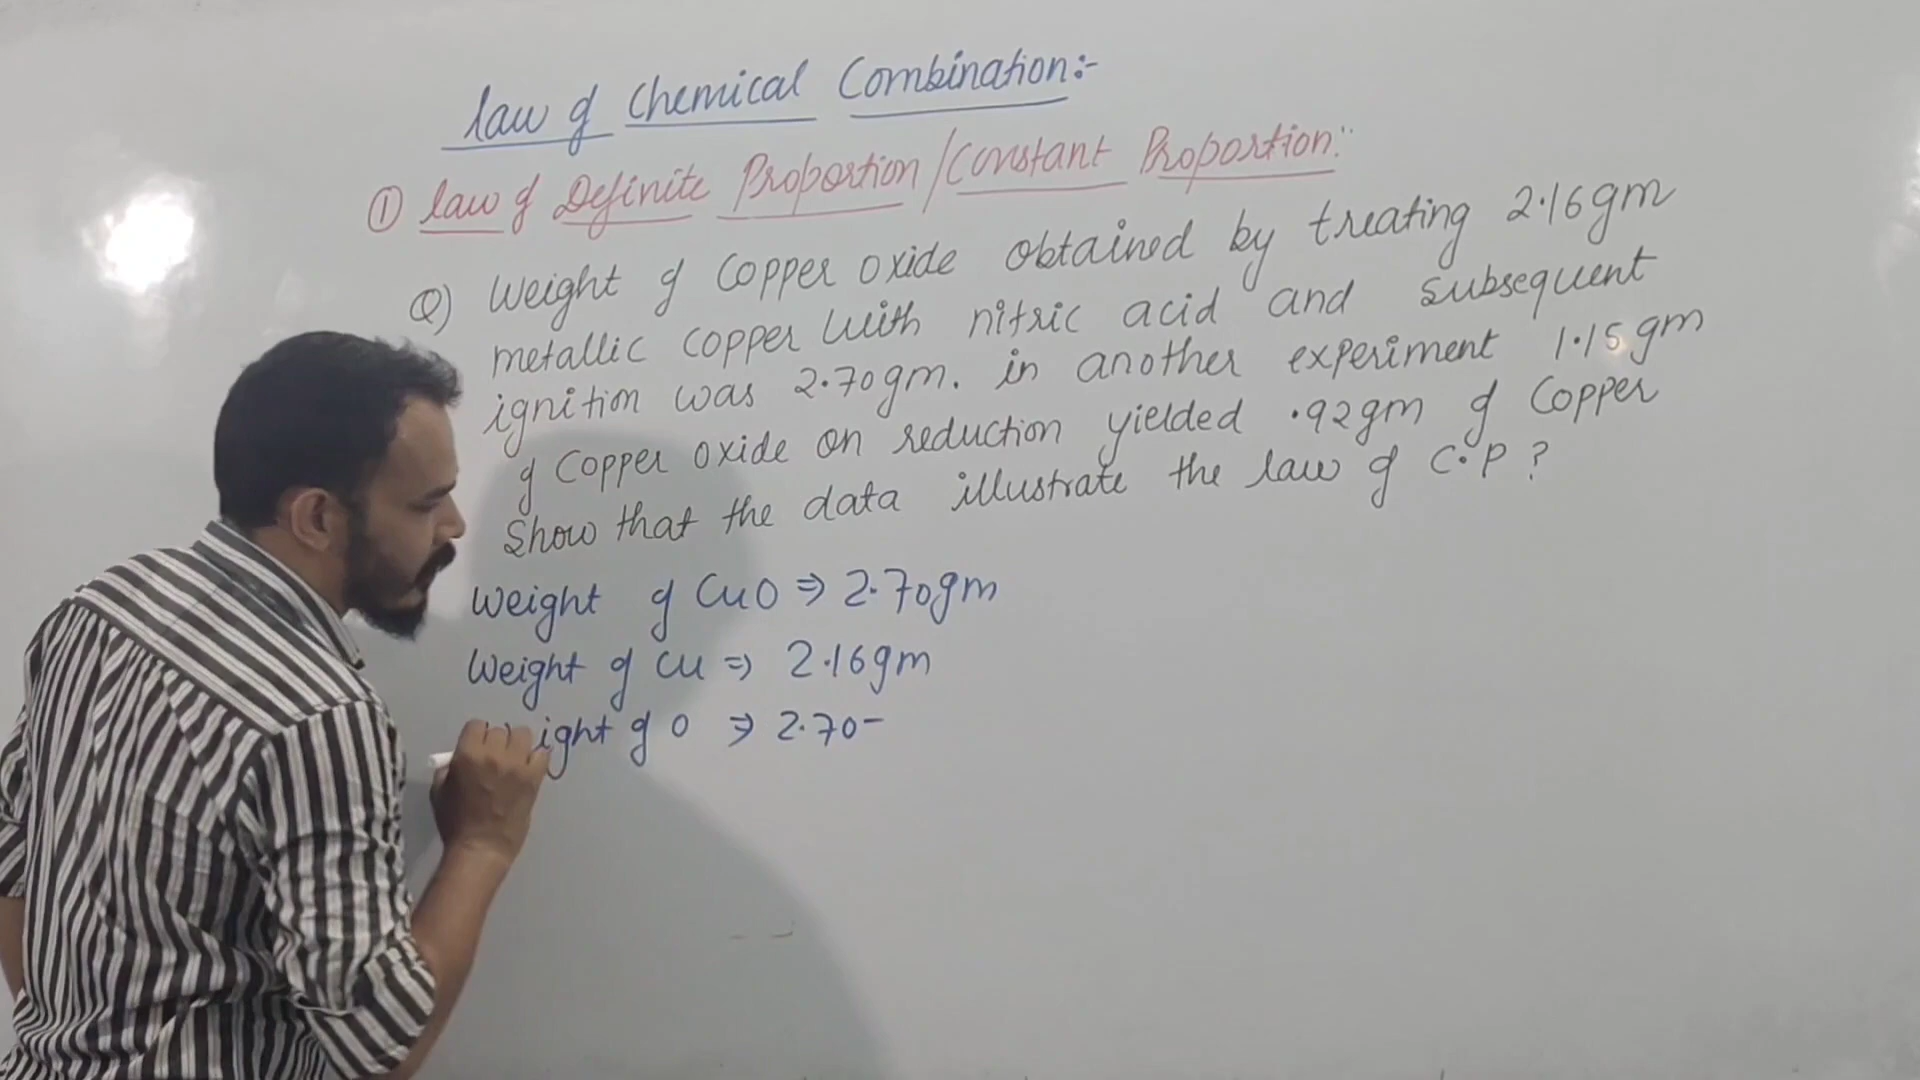 Law of Chemical Combination:-
① Law of Definite Proportion/Constant Proportion:
Q) Weight of Copper oxide obtained by treating 2.16gm
metallic copper with nitric acid and subsequent
ignition was 2.70gm. in another experiment 1.15gm
of Copper oxide on reduction yielded .92gm of Copper
Show that the data illustrate the law of C.P ?
Weight of CuO ⇒ 2.70gm
Weight of Cu ⇒ 2.16gm
Weight of O ⇒ 2.70-